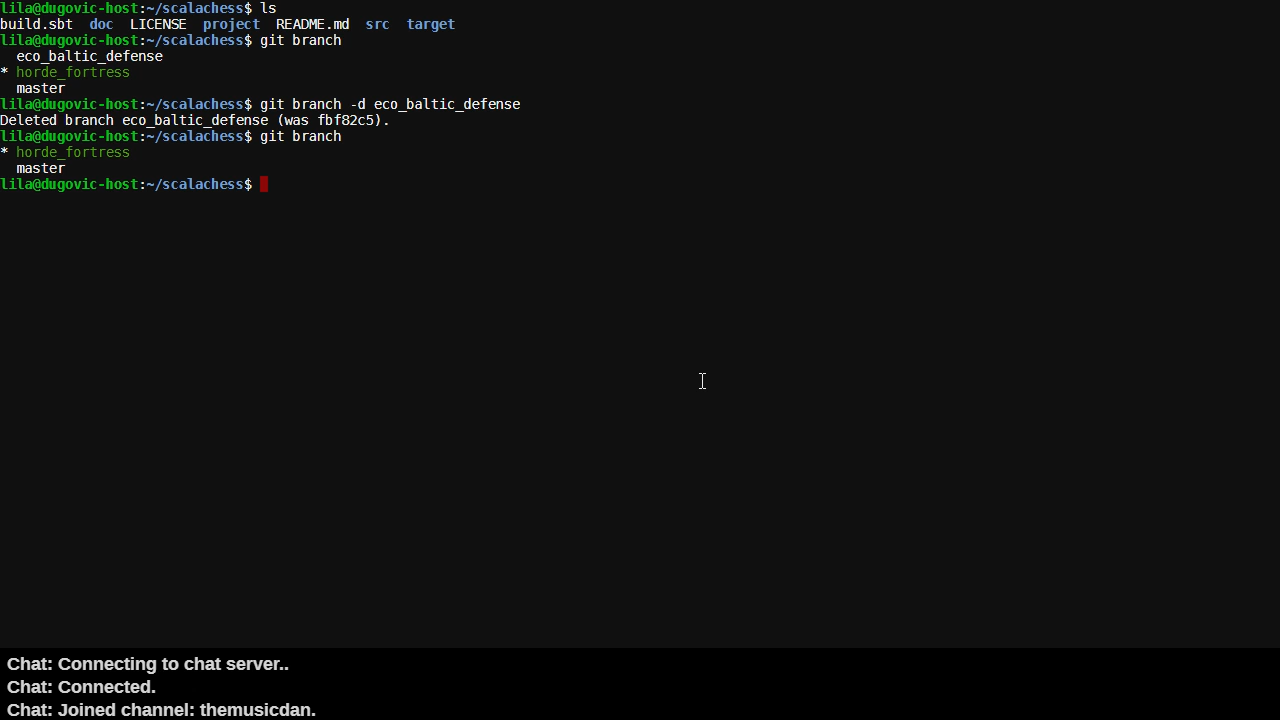 lila@dugovic-host:~/scalachess$ ls
build.sbt  doc  LICENSE  project  README.md  src  target
lila@dugovic-host:~/scalachess$ git branch
  eco_baltic_defense
* horde_fortress
  master
lila@dugovic-host:~/scalachess$ git branch -d eco_baltic_defense
Deleted branch eco_baltic_defense (was fbf82c5).
lila@dugovic-host:~/scalachess$ git branch
* horde_fortress
  master
lila@dugovic-host:~/scalachess$
Chat: Connecting to chat server..
Chat: Connected.
Chat: Joined channel: themusicdan.